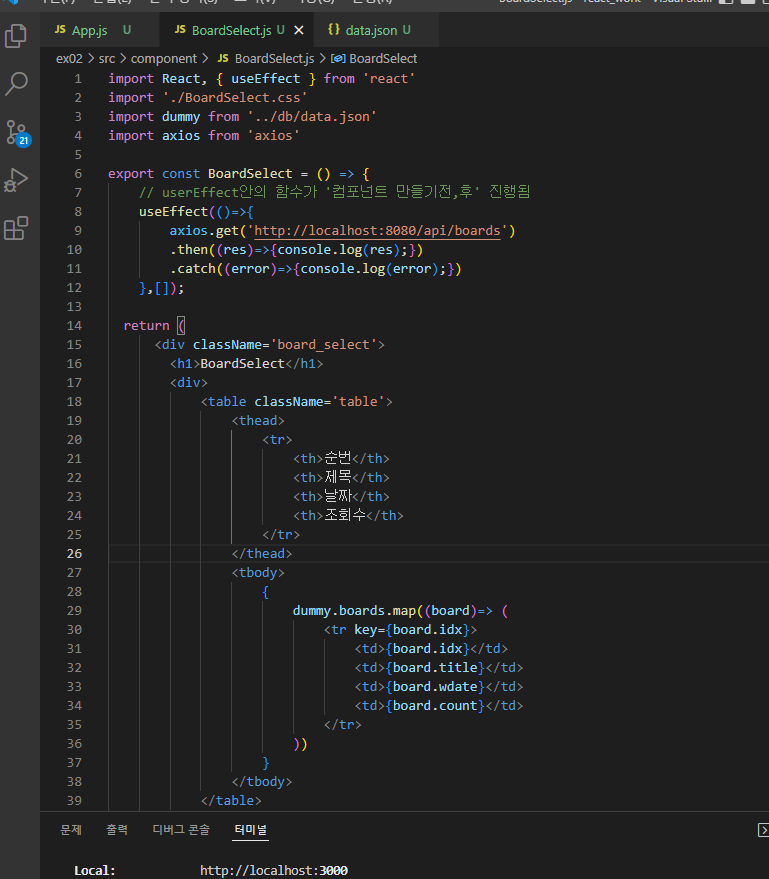 BoardSelect.js - react_work - Visual Studi...
JS App.js U
JS BoardSelect.js U
{} data.json U
ex02 > src > component > JS BoardSelect.js > BoardSelect
21
1 import React, { useEffect } from 'react'
2 import './BoardSelect.css'
3 import dummy from '../db/data.json'
4 import axios from 'axios'
5
6 export const BoardSelect = () => {
7 // userEffect안의 함수가 '컴포넌트 만들기전,후' 진행됨
8 useEffect(()=>{
9 axios.get('http://localhost:8080/api/boards')
10 .then((res)=>{console.log(res);})
11 .catch((error)=>{console.log(error);})
12 },[]);
13
14 return (
15 <div className='board_select'>
16 <h1>BoardSelect</h1>
17 <div>
18 <table className='table'>
19 <thead>
20 <tr>
21 <th>순번</th>
22 <th>제목</th>
23 <th>날짜</th>
24 <th>조회수</th>
25 </tr>
26 </thead>
27 <tbody>
28 {
29 dummy.boards.map((board)=> (
30 <tr key={board.idx}>
31 <td>{board.idx}</td>
32 <td>{board.title}</td>
33 <td>{board.wdate}</td>
34 <td>{board.count}</td>
35 </tr>
36 ))
37 }
38 </tbody>
39 </table>
문제 출력 디버그 콘솔 터미널
Local: http://localhost:3000